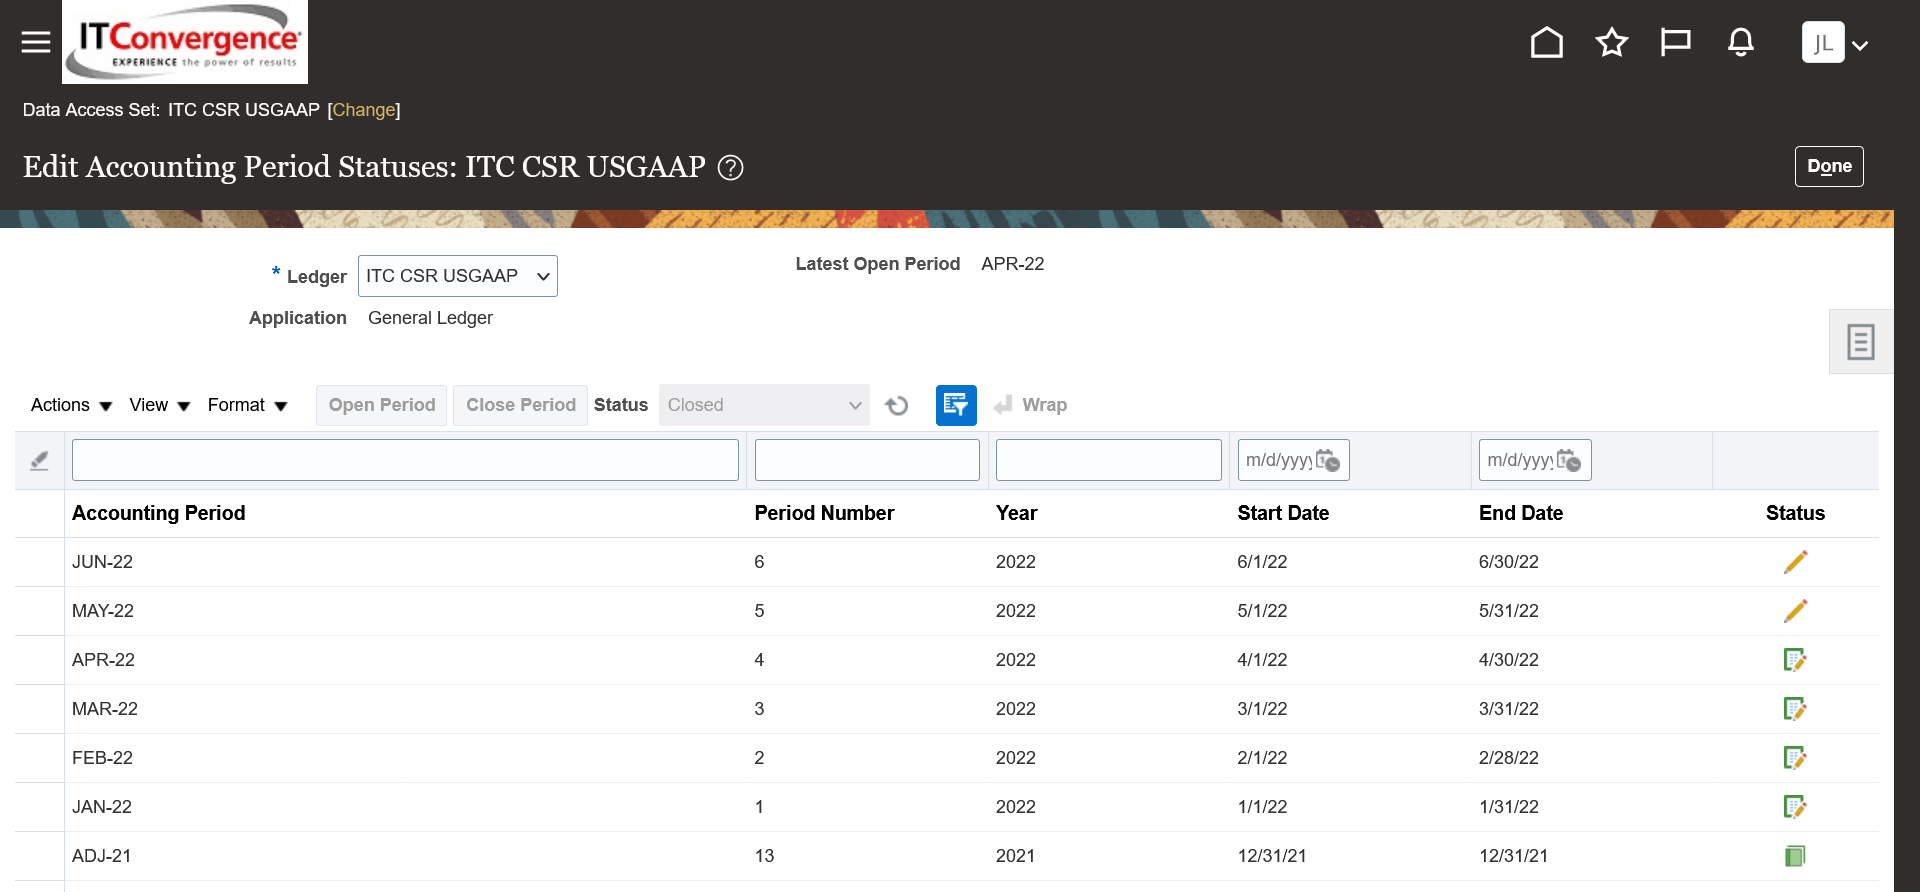 ITConvergence
EXPERIENCE the power of results
JL
Data Access Set: ITC CSR USGAAP [Change]
Edit Accounting Period Statuses: ITC CSR USGAAP ?
Done
* Ledger ITC CSR USGAAP
Latest Open Period APR-22
Application General Ledger
Actions View Format Open Period Close Period Status Closed Wrap
m/d/yyyy m/d/yyyy
Accounting Period Period Number Year Start Date End Date Status
JUN-22 6 2022 6/1/22 6/30/22
MAY-22 5 2022 5/1/22 5/31/22
APR-22 4 2022 4/1/22 4/30/22
MAR-22 3 2022 3/1/22 3/31/22
FEB-22 2 2022 2/1/22 2/28/22
JAN-22 1 2022 1/1/22 1/31/22
ADJ-21 13 2021 12/31/21 12/31/21